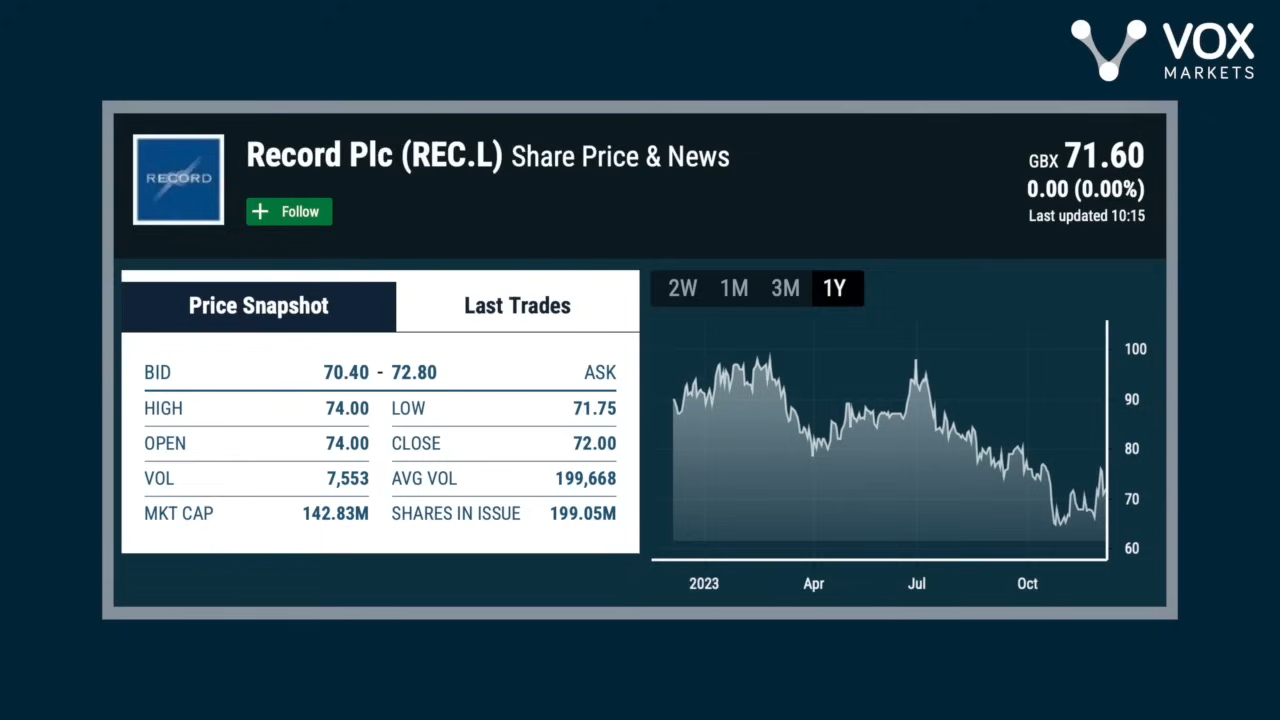 VOX
MARKETS
RECORD
Record Plc (REC.L) Share Price & News
+ Follow
GBX 71.60
0.00 (0.00%)
Last updated 10:15
Price Snapshot Last Trades
BID 70.40 - 72.80 ASK
HIGH 74.00 LOW 71.75
OPEN 74.00 CLOSE 72.00
VOL 7,553 AVG VOL 199,668
MKT CAP 142.83M SHARES IN ISSUE 199.05M
2W 1M 3M 1Y
100
90
80
70
60
2023 Apr Jul Oct